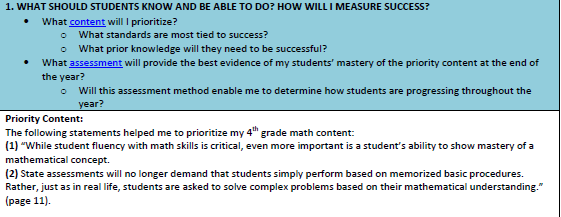 1. WHAT SHOULD STUDENTS KNOW AND BE ABLE TO DO? HOW WILL I MEASURE SUCCESS?
• What content will I prioritize?
o What standards are most tied to success?
o What prior knowledge will they need to be successful?
• What assessment will provide the best evidence of my students’ mastery of the priority content at the end of
the year?
o Will this assessment method enable me to determine how students are progressing throughout the
year?
Priority Content:
The following statements helped me to prioritize my 4th grade math content:
(1) “While student fluency with math skills is critical, even more important is a student’s ability to show mastery of a
mathematical concept.
(2) State assessments will no longer demand that students simply perform based on memorized basic procedures.
Rather, just as in real life, students are asked to solve complex problems based on their mathematical understanding.”
(page 11).